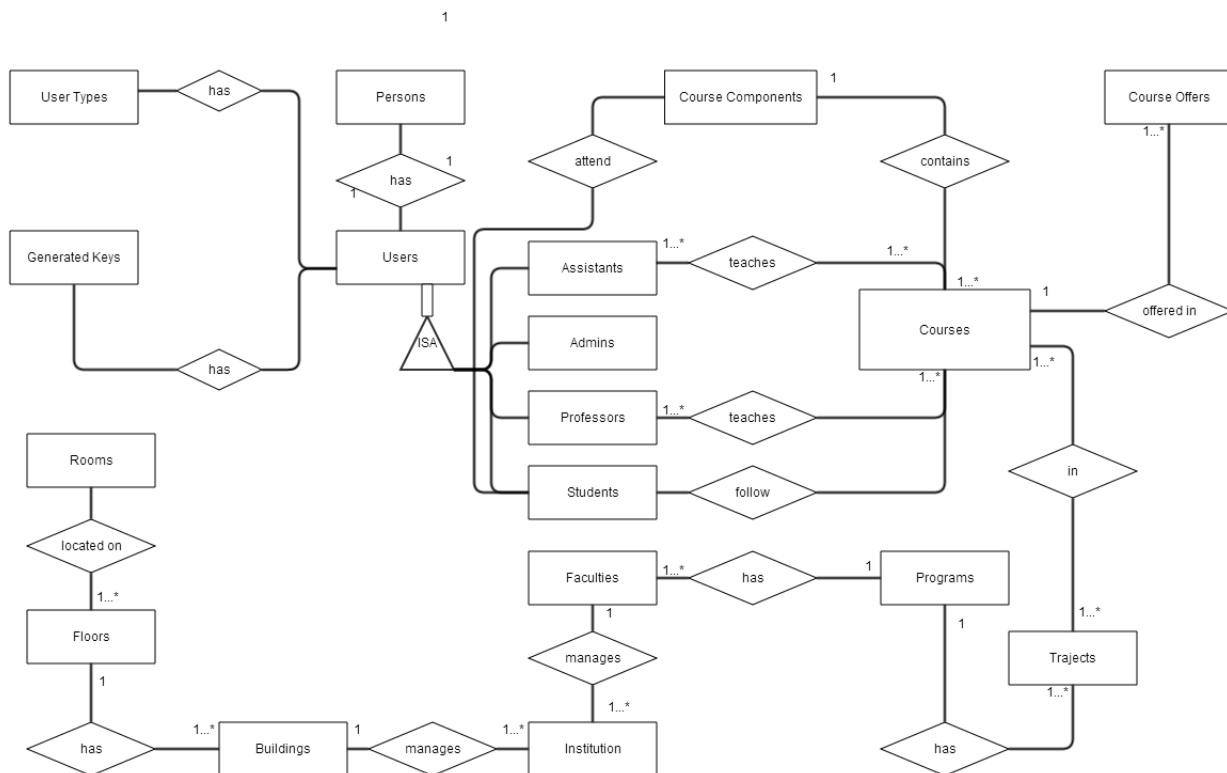 1
User Types
has
Persons
Course Components
1
Course Offers
1...*
attend
contains
1
has
1
Generated Keys
Users
Assistants
1...*
teaches
1...*
1...*
1
offered in
Courses
ISA
Admins
has
1...*
1...*
Professors
1...*
teaches
Rooms
in
Students
follow
located on
Faculties
1...*
has
1
Programs
1...*
1
1
1...*
Floors
manages
Trajects
1
1...*
1...*
1...*
1
1...*
has
Buildings
manages
Institution
has